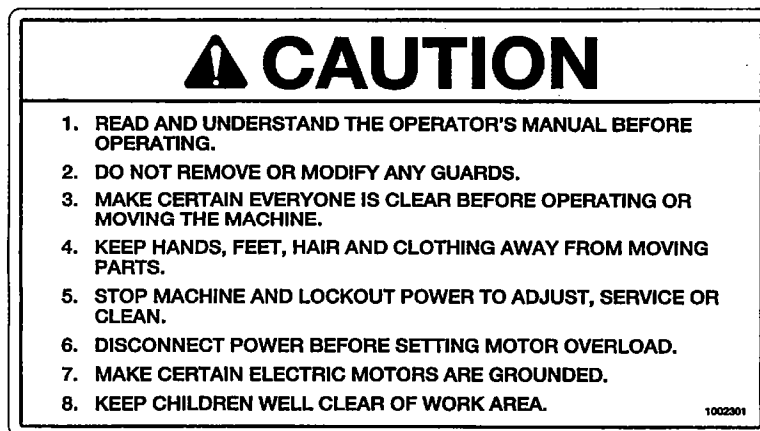 CAUTION
1. READ AND UNDERSTAND THE OPERATOR'S MANUAL BEFORE
OPERATING.
2. DO NOT REMOVE OR MODIFY ANY GUARDS.
3. MAKE CERTAIN EVERYONE IS CLEAR BEFORE OPERATING OR
MOVING THE MACHINE.
4. KEEP HANDS, FEET, HAIR AND CLOTHING AWAY FROM MOVING
PARTS.
5. STOP MACHINE AND LOCKOUT POWER TO ADJUST, SERVICE OR
CLEAN.
6. DISCONNECT POWER BEFORE SETTING MOTOR OVERLOAD.
7. MAKE CERTAIN ELECTRIC MOTORS ARE GROUNDED.
8. KEEP CHILDREN WELL CLEAR OF WORK AREA.
1002301